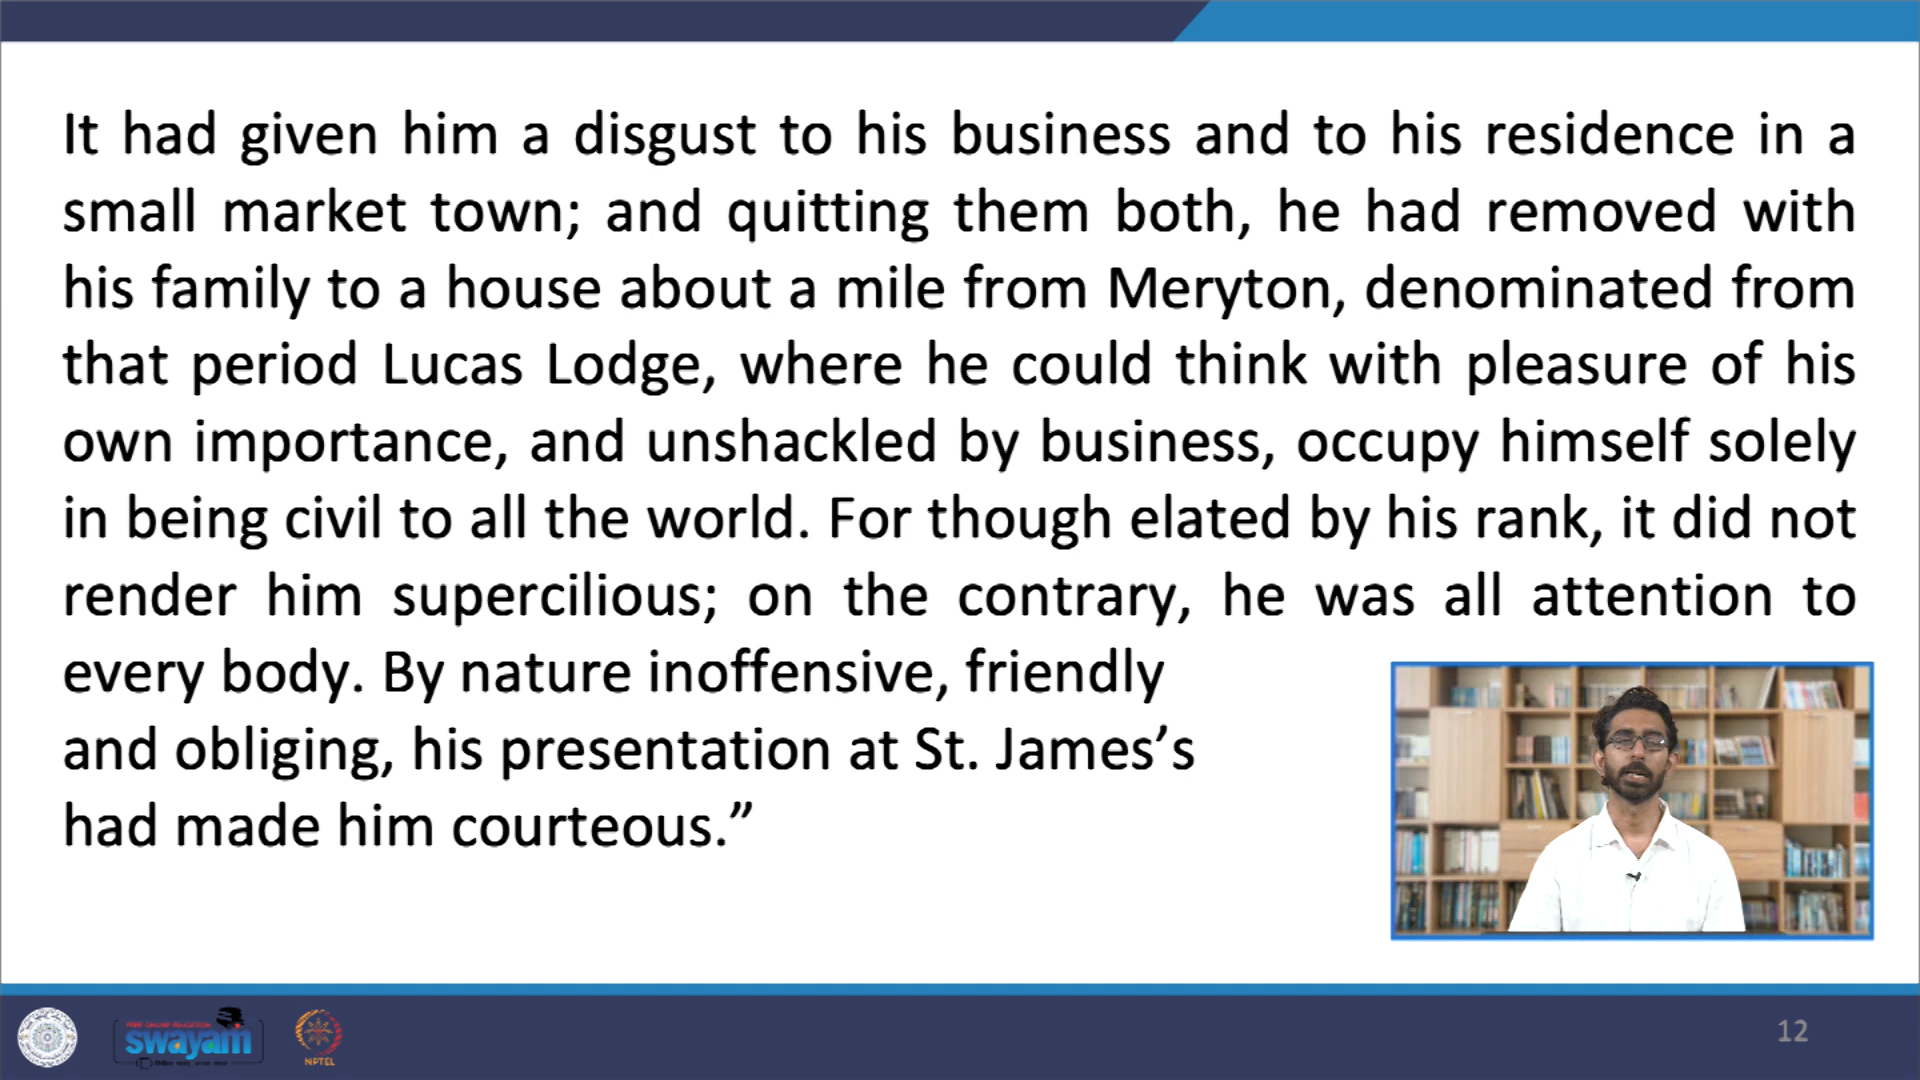 It had given him a disgust to his business and to his residence in a
small market town; and quitting them both, he had removed with
his family to a house about a mile from Meryton, denominated from
that period Lucas Lodge, where he could think with pleasure of his
own importance, and unshackled by business, occupy himself solely
in being civil to all the world. For though elated by his rank, it did not
render him supercilious; on the contrary, he was all attention to
every body. By nature inoffensive, friendly
and obliging, his presentation at St. James’s
had made him courteous.”
FREE ONLINE EDUCATION
swayam
NPTEL
12